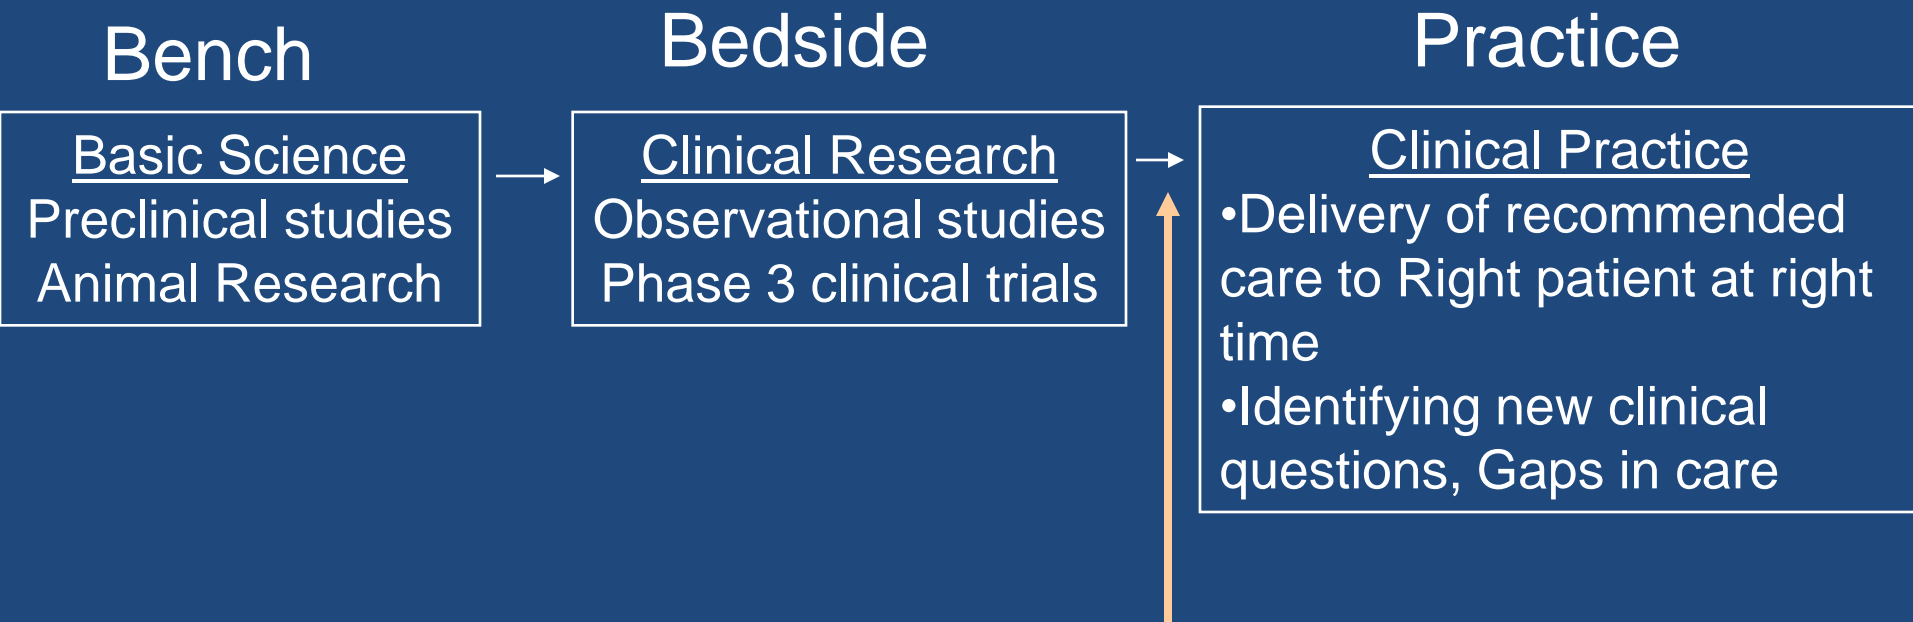 Bench
Basic Science
Preclinical studies
Animal Research
Bedside
Clinical Research
Observational studies
Phase 3 clinical trials
Practice
Clinical Practice
•Delivery of recommended
care to Right patient at right
time
•Identifying new clinical
questions, Gaps in care